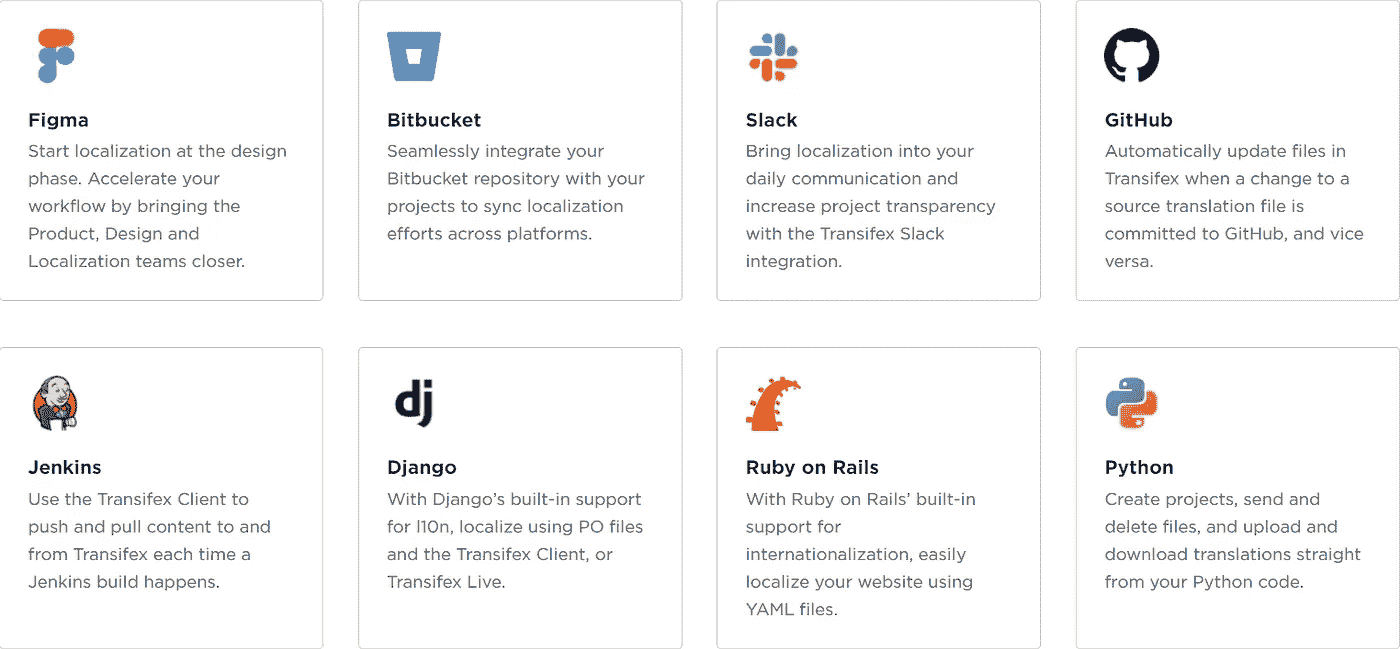 Figma
Start localization at the design
phase. Accelerate your
workflow by bringing the
Product, Design and
Localization teams closer.
Bitbucket
Seamlessly integrate your
Bitbucket repository with your
projects to sync localization
efforts across platforms.
Slack
Bring localization into your
daily communication and
increase project transparency
with the Transifex Slack
integration.
GitHub
Automatically update files in
Transifex when a change to a
source translation file is
committed to GitHub, and vice
versa.
Jenkins
Use the Transifex Client to
push and pull content to and
from Transifex each time a
Jenkins build happens.
dj
Django
With Django’s built-in support
for l10n, localize using PO files
and the Transifex Client, or
Transifex Live.
Ruby on Rails
With Ruby on Rails’ built-in
support for
internationalization, easily
localize your website using
YAML files.
Python
Create projects, send and
delete files, and upload and
download translations straight
from your Python code.